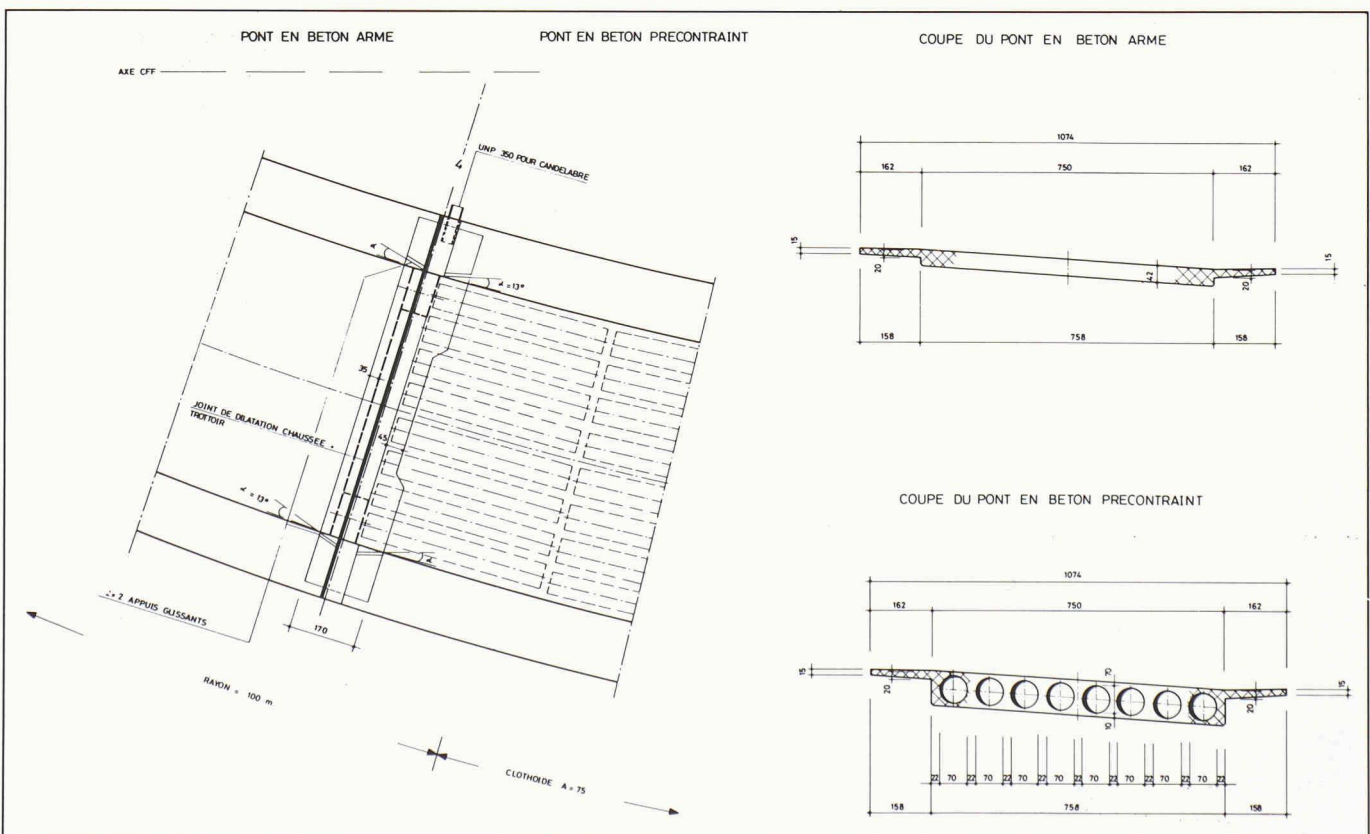 PONT EN BETON ARME
PONT EN BETON PRECONTRAINT
COUPE DU PONT EN BETON ARME
AXE CFF
4
UNP 350 POUR CANDELABRE
= 13°
35
JOINT DE DILATATION CHAUSSEE
TROTTOIR
45
= 13°
2 APPUIS GLISSANTS
170
RAYON = 100 m
CLOTHOIDE A = 75
1074
162 750 162
15
20
42
20
15
158 758 158
COUPE DU PONT EN BETON PRECONTRAINT
1074
162 750 162
15
20
70
10
20
15
22 70 22 70 22 70 22 70 22 70 22 70 22 70 22 70 22
158 758 158